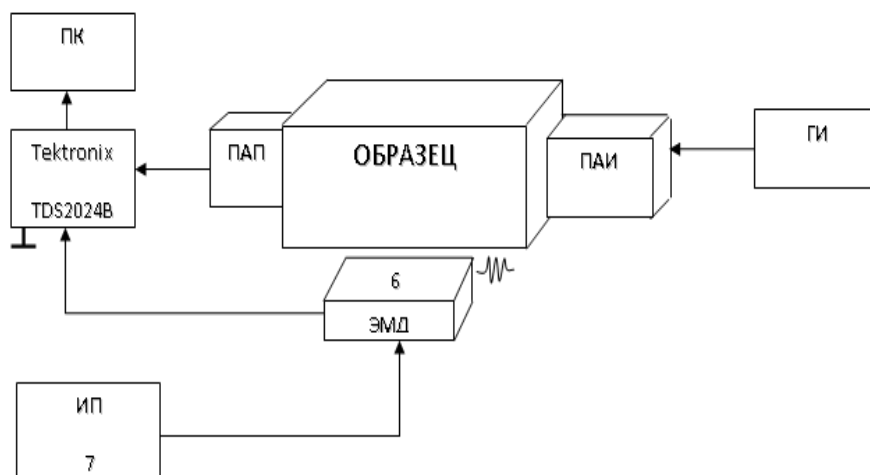 ПК
Tektronix
TDS2024B
ПАП
ОБРАЗЕЦ
ПАИ
ГИ
6
ЭМД
ИП
7